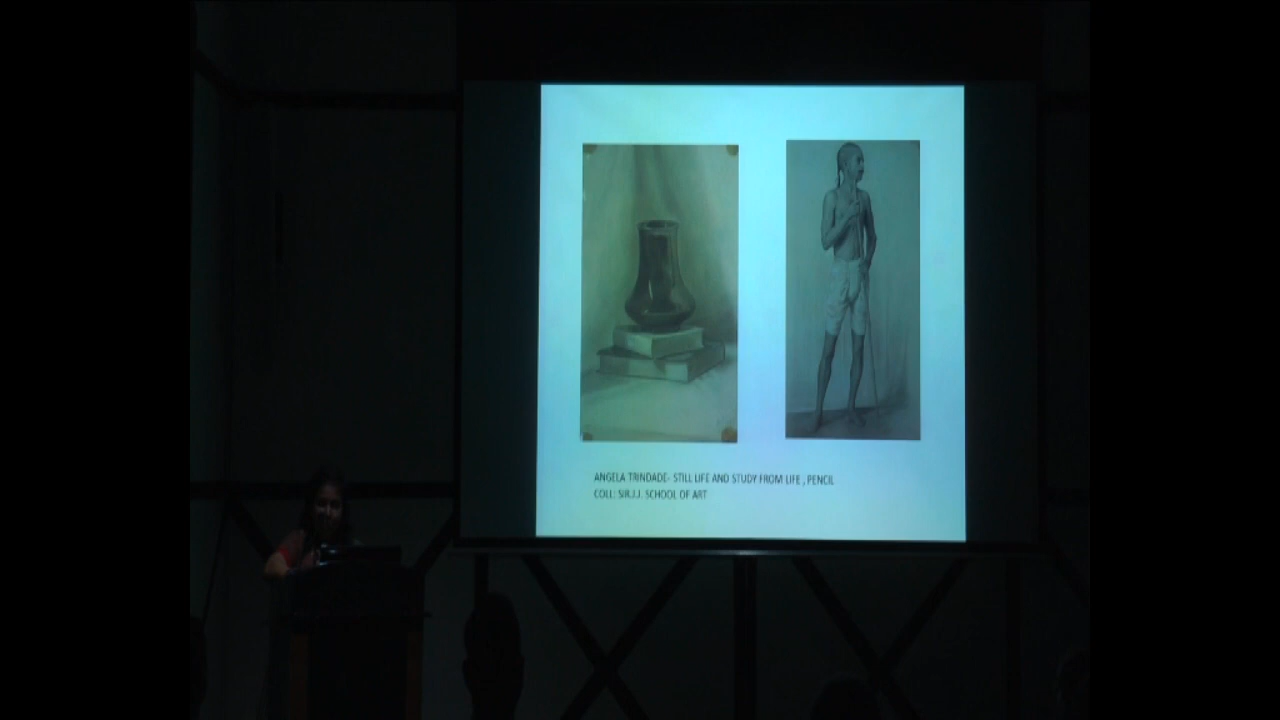 ANGELA TRINDADE- STILL LIFE AND STUDY FROM LIFE , PENCIL
COLL: SIR.J.J. SCHOOL OF ART